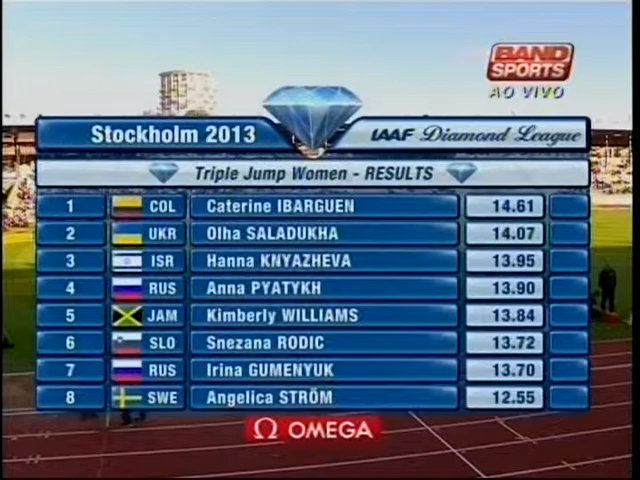 BAND SPORTS
AO VIVO
Stockholm 2013 IAAF Diamond League
Triple Jump Women - RESULTS
1 COL Caterine IBARGUEN 14.61
2 UKR Olha SALADUKHA 14.07
3 ISR Hanna KNYAZHEVA 13.95
4 RUS Anna PYATYKH 13.90
5 JAM Kimberly WILLIAMS 13.84
6 SLO Snezana RODIC 13.72
7 RUS Irina GUMENYUK 13.70
8 SWE Angelica STRÖM 12.55
Ω OMEGA